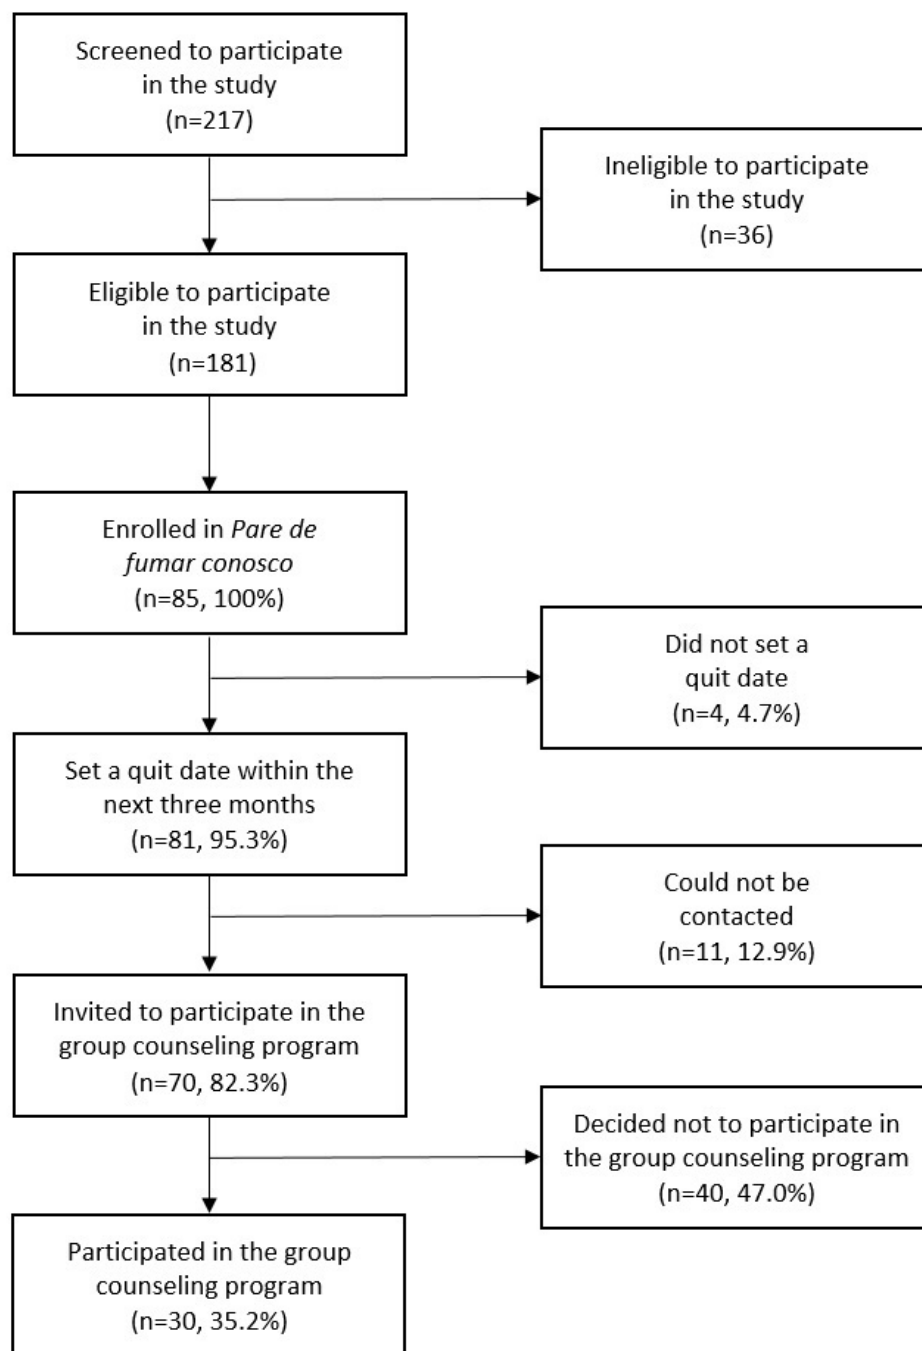 Screened to participate
in the study
(n=217)
Ineligible to participate
in the study
(n=36)
Eligible to participate
in the study
(n=181)
Enrolled in Pare de
fumar conosco
(n=85, 100%)
Did not set a
quit date
(n=4, 4.7%)
Set a quit date within the
next three months
(n=81, 95.3%)
Could not be
contacted
(n=11, 12.9%)
Invited to participate in the
group counseling program
(n=70, 82.3%)
Decided not to participate in
the group counseling program
(n=40, 47.0%)
Participated in the group
counseling program
(n=30, 35.2%)